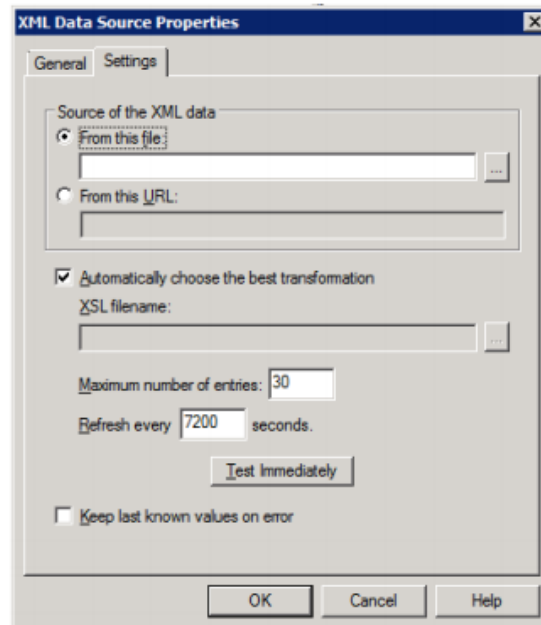 XML Data Source Properties
General Settings
Source of the XML data
From this file:
...
From this URL:
Automatically choose the best transformation
XSL filename:
...
Maximum number of entries: 30
Refresh every 7200 seconds.
Test Immediately
Keep last known values on error
OK Cancel Help